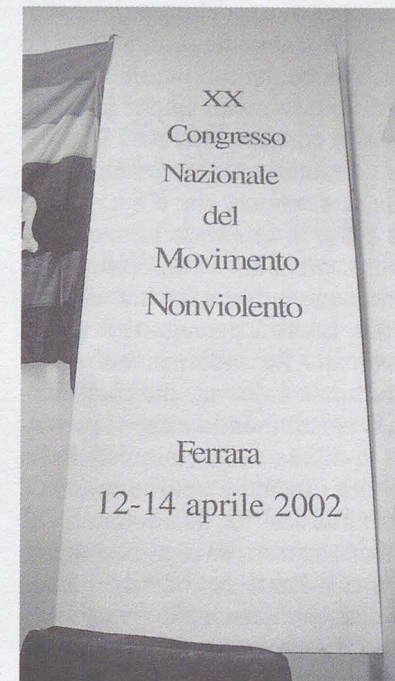 XX
Congresso
Nazionale
del
Movimento
Nonviolento
Ferrara
12-14 aprile 2002